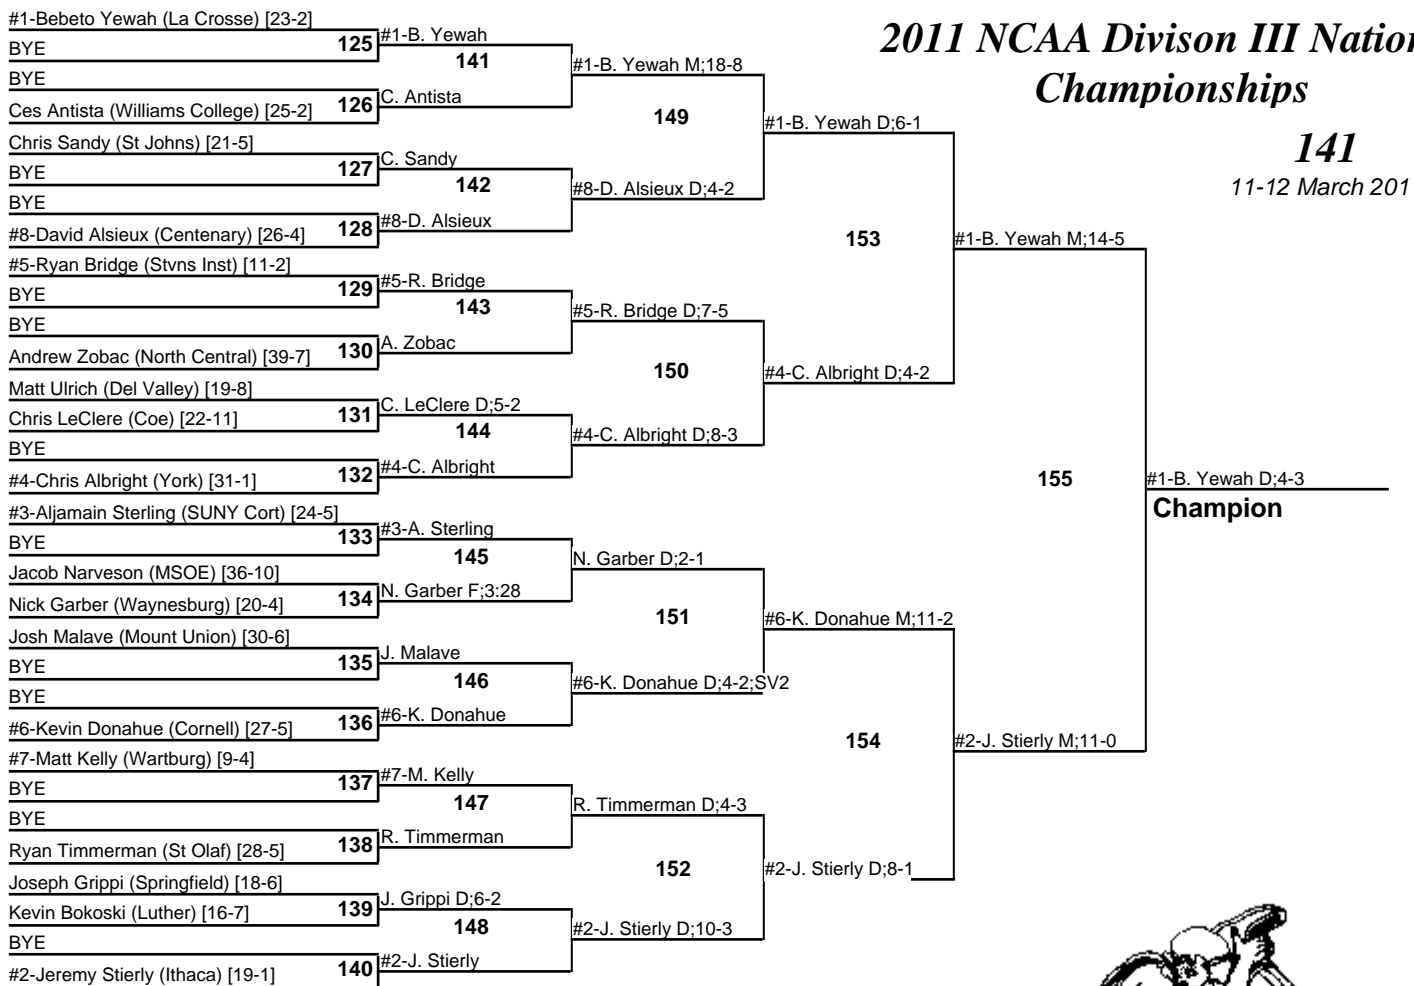 2011 NCAA Divison III Nation
Championships
141
11-12 March 201
#1-Bebeto Yewah (La Crosse) [23-2]
BYE
BYE
Ces Antista (Williams College) [25-2]
Chris Sandy (St Johns) [21-5]
BYE
BYE
#8-David Alsieux (Centenary) [26-4]
#5-Ryan Bridge (Stvns Inst) [11-2]
BYE
BYE
Andrew Zobac (North Central) [39-7]
Matt Ulrich (Del Valley) [19-8]
Chris LeClere (Coe) [22-11]
BYE
#4-Chris Albright (York) [31-1]
#3-Aljamain Sterling (SUNY Cort) [24-5]
BYE
Jacob Narveson (MSOE) [36-10]
Nick Garber (Waynesburg) [20-4]
Josh Malave (Mount Union) [30-6]
BYE
BYE
#6-Kevin Donahue (Cornell) [27-5]
#7-Matt Kelly (Wartburg) [9-4]
BYE
BYE
Ryan Timmerman (St Olaf) [28-5]
Joseph Grippi (Springfield) [18-6]
Kevin Bokoski (Luther) [16-7]
BYE
#2-Jeremy Stierly (Ithaca) [19-1]
125
126
127
128
129
130
131
132
133
134
135
136
137
138
139
140
#1-B. Yewah
141
C. Antista
C. Sandy
142
#8-D. Alsieux
#5-R. Bridge
143
A. Zobac
C. LeClere D;5-2
144
#4-C. Albright
#3-A. Sterling
145
N. Garber F;3:28
J. Malave
146
#6-K. Donahue
#7-M. Kelly
147
R. Timmerman
J. Grippi D;6-2
148
#2-J. Stierly
#1-B. Yewah M;18-8
149
#8-D. Alsieux D;4-2
#5-R. Bridge D;7-5
150
#4-C. Albright D;8-3
N. Garber D;2-1
151
#6-K. Donahue D;4-2;SV2
R. Timmerman D;4-3
152
#2-J. Stierly D;10-3
#1-B. Yewah D;6-1
153
#4-C. Albright D;4-2
#6-K. Donahue M;11-2
154
#2-J. Stierly D;8-1
#1-B. Yewah M;14-5
155
#2-J. Stierly M;11-0
#1-B. Yewah D;4-3
Champion